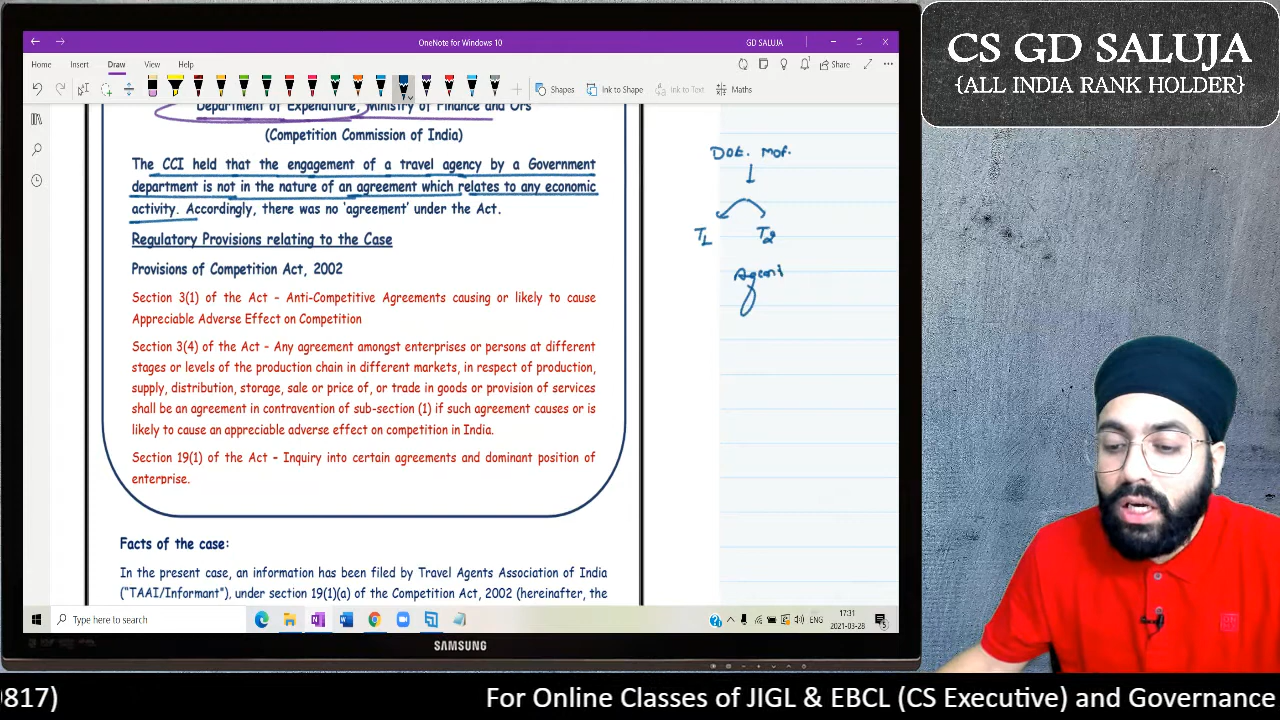 CS GD SALUJA
{ALL INDIA RANK HOLDER}
OneNote for Windows 10
GD SALUJA
Home Insert Draw View Help
Share
Shapes Ink to Shape Ink to Text Maths
Department of Expenditure, Ministry of Finance and Ors
(Competition Commission of India)
The CCI held that the engagement of a travel agency by a Government
department is not in the nature of an agreement which relates to any economic
activity. Accordingly, there was no 'agreement' under the Act.
Regulatory Provisions relating to the Case
Provisions of Competition Act, 2002
Section 3(1) of the Act – Anti-Competitive Agreements causing or likely to cause
Appreciable Adverse Effect on Competition
Section 3(4) of the Act – Any agreement amongst enterprises or persons at different
stages or levels of the production chain in different markets, in respect of production,
supply, distribution, storage, sale or price of, or trade in goods or provision of services
shall be an agreement in contravention of sub-section (1) if such agreement causes or is
likely to cause an appreciable adverse effect on competition in India.
Section 19(1) of the Act – Inquiry into certain agreements and dominant position of
enterprise.
Facts of the case:
In the present case, an information has been filed by Travel Agents Association of India
("TAAI/Informant"), under section 19(1)(a) of the Competition Act, 2002 (hereinafter, the
DOE. MOF.
T1 T2
Agent
Type here to search
ENG
17:31
2021-03-28
5
SAMSUNG
0817) For Online Classes of JIGL & EBCL (CS Executive) and Governance